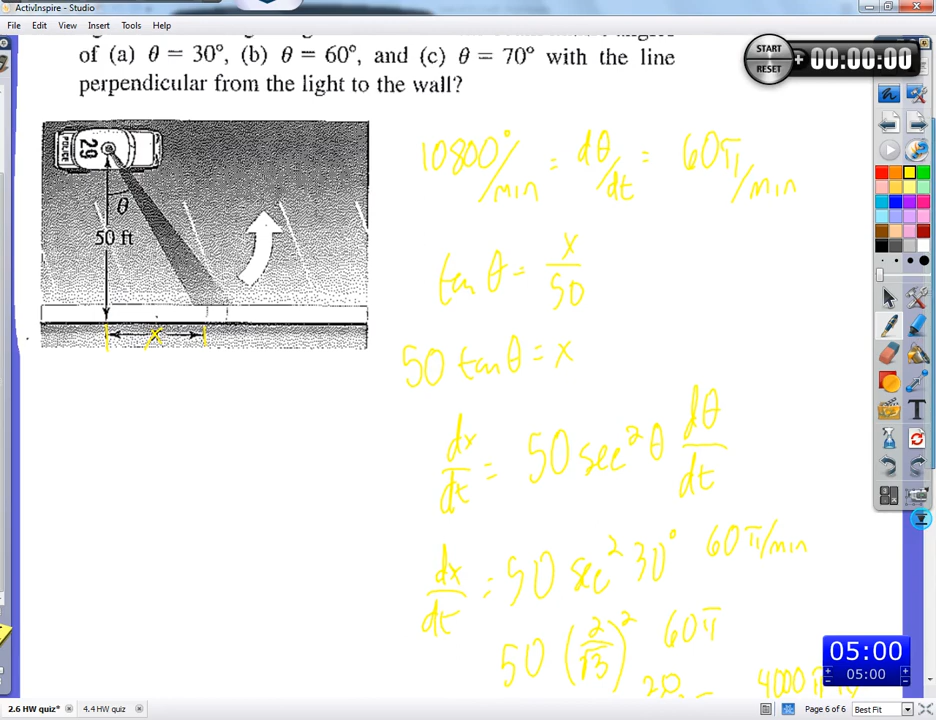 ActivInspire - Studio
File Edit View Insert Tools Help
of (a) θ = 30°, (b) θ = 60°, and (c) θ = 70° with the line
perpendicular from the light to the wall?
START
RESET
00:00:00
POLICE
29
θ
50 ft
x
10800°/min = dθ/dt = 60π/min
tan θ = x/50
50 tan θ = x
dx/dt = 50 sec² θ dθ/dt
dx/dt = 50 sec² 30° 60π/min
50 (2/√3)² 60π
4000π
05:00
05:00
2.6 HW quiz* 4.4 HW quiz
Page 6 of 6 Best Fit